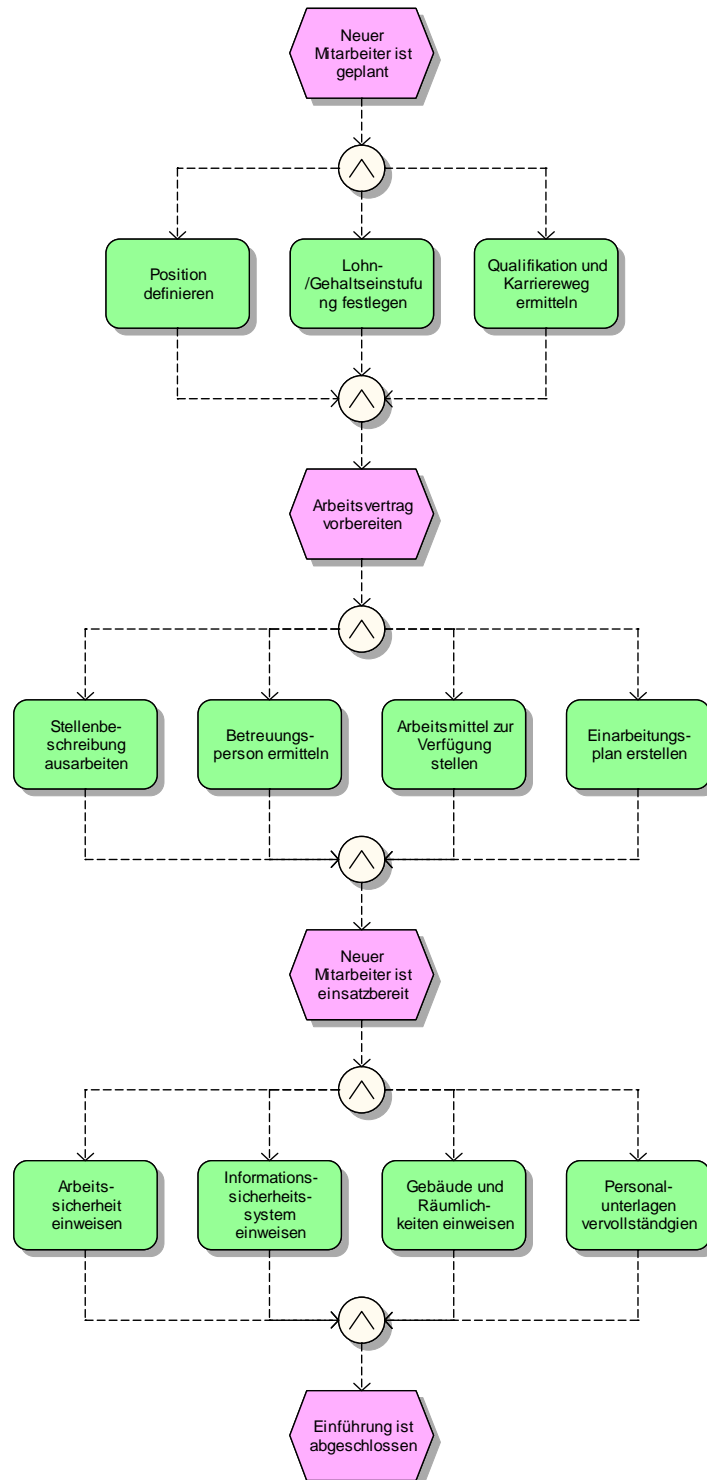 Neuer
Mitarbeiter ist
geplant
Position
definieren
Lohn-
/Gehaltseinstufu
ng festlegen
Qualifikation und
Karriereweg
ermitteln
Arbeitsvertrag
vorbereiten
Stellenbe-
schreibung
ausarbeiten
Betreuungs-
person ermitteln
Arbeitsmittel zur
Verfügung
stellen
Einarbeitungs-
plan erstellen
Neuer
Mitarbeiter ist
einsatzbereit
Arbeits-
sicherheit
einweisen
Informations-
sicherheits-
system
einweisen
Gebäude und
Räumlich-
keiten einweisen
Personal-
unterlagen
vervollständgien
Einführung ist
abgeschlossen